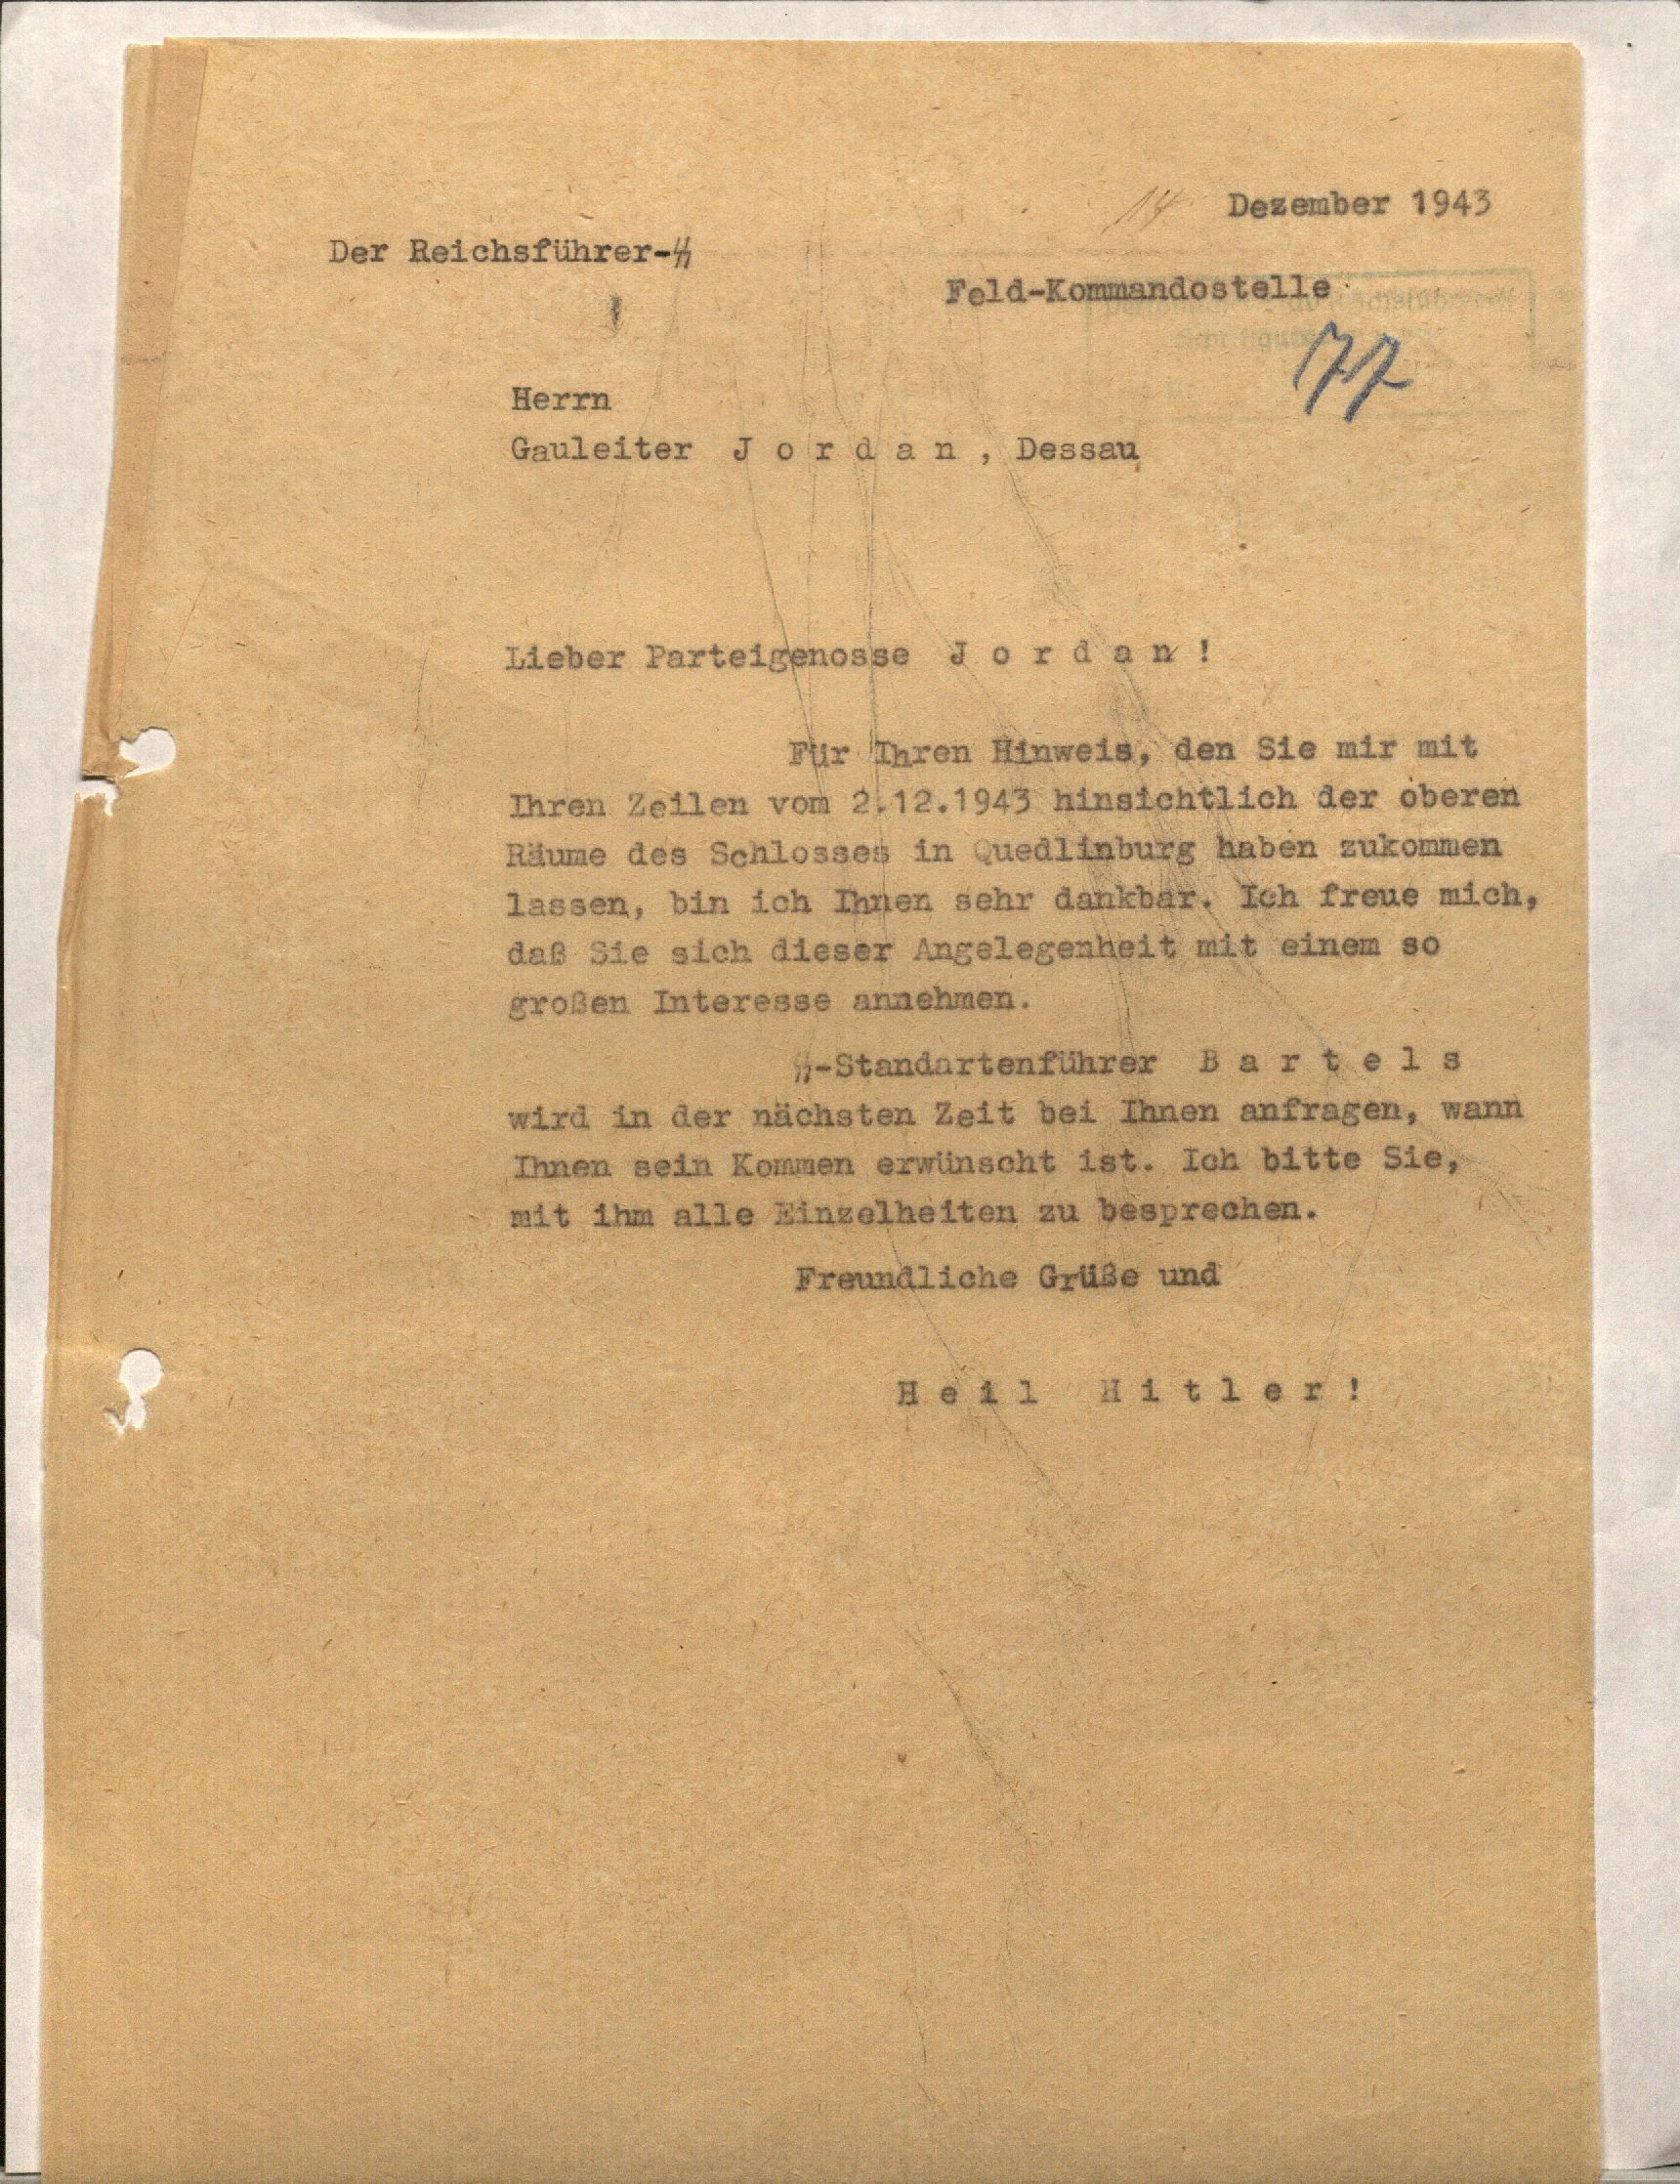 14 Dezember 1943
Der Reichsführer-SS
Feld-Kommandostelle
77
Herrn
Gauleiter J o r d a n , Dessau
Lieber Parteigenosse J o r d a n !
Für Ihren Hinweis, den Sie mir mit
Ihren Zeilen vom 2.12.1943 hinsichtlich der oberen
Räume des Schlosses in Quedlinburg haben zukommen
lassen, bin ich Ihnen sehr dankbar. Ich freue mich,
daß Sie sich dieser Angelegenheit mit einem so
großen Interesse annehmen.
SS-Standartenführer B a r t e l s
wird in der nächsten Zeit bei Ihnen anfragen, wann
Ihnen sein Kommen erwünscht ist. Ich bitte Sie,
mit ihm alle Einzelheiten zu besprechen.
Freundliche Grüße und
H e i l H i t l e r !